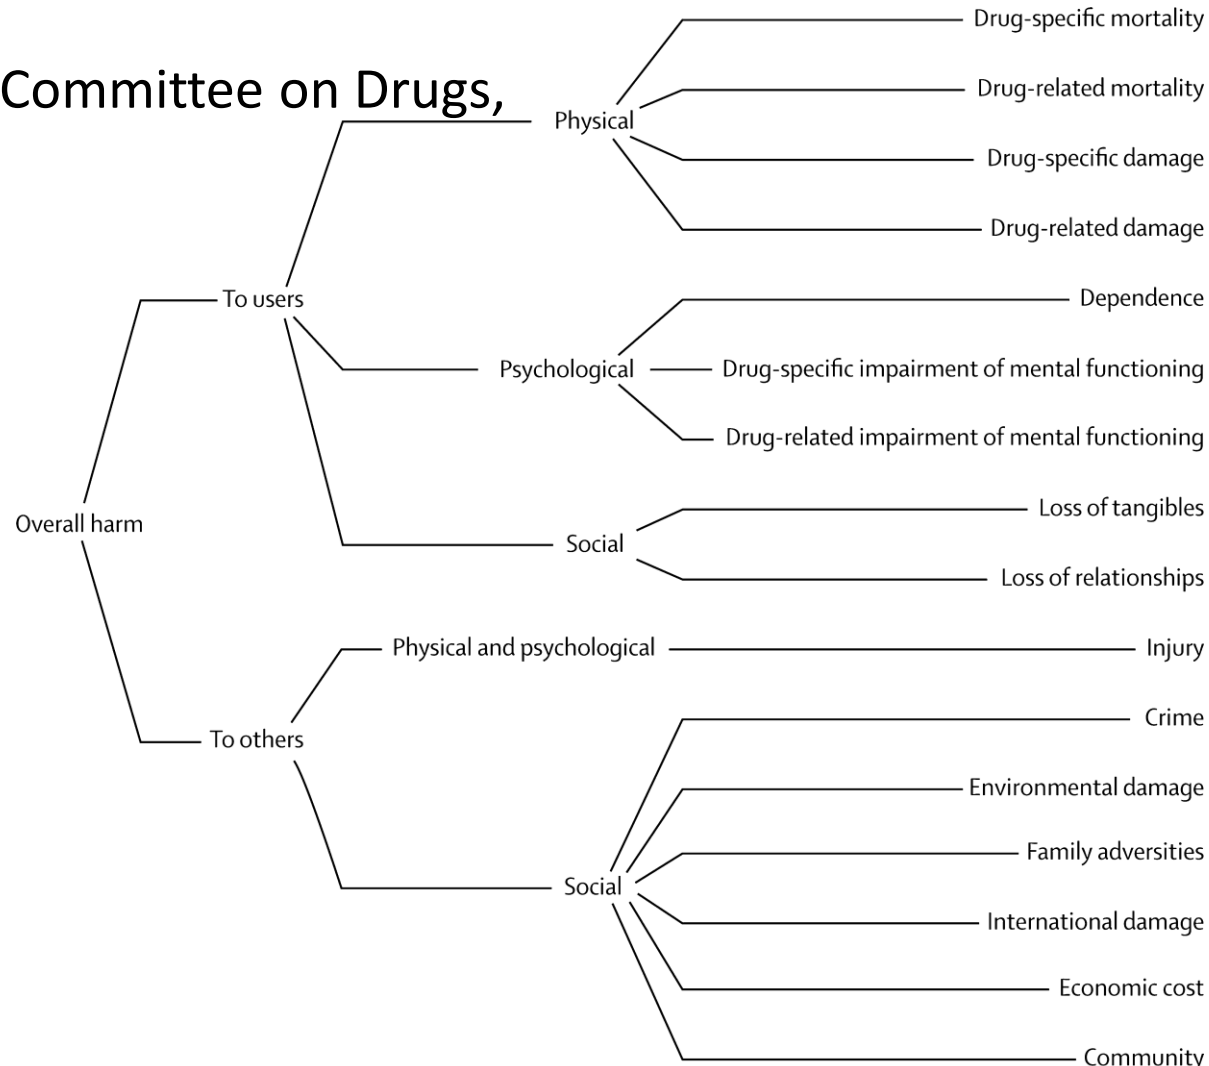 Committee on Drugs,
Drug-specific mortality
Drug-related mortality
Physical
Drug-specific damage
Drug-related damage
To users
Dependence
Psychological
Drug-specific impairment of mental functioning
Drug-related impairment of mental functioning
Overall harm
Loss of tangibles
Social
Loss of relationships
Physical and psychological
Injury
To others
Crime
Environmental damage
Family adversities
Social
International damage
Economic cost
Community